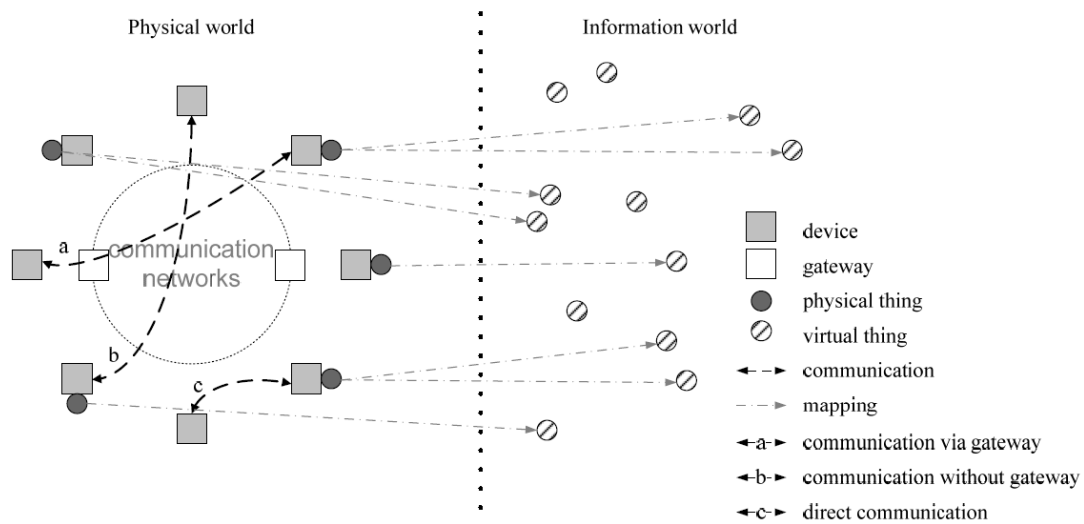 Physical world
Information world
a
communication
networks
b
c
device
gateway
physical thing
virtual thing
communication
mapping
a communication via gateway
b communication without gateway
c direct communication